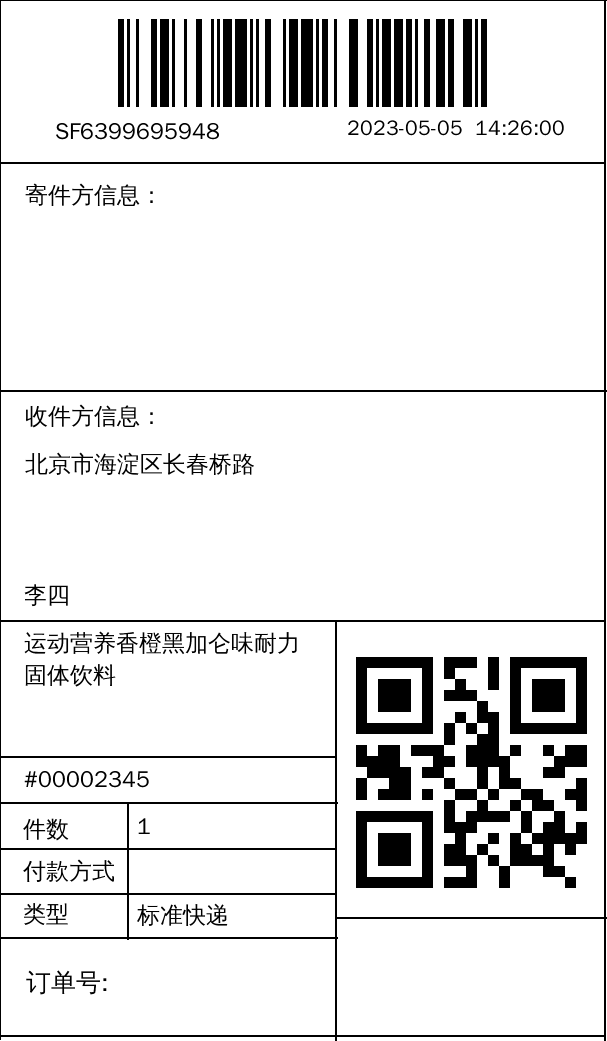 SF6399695948 2023-05-05 14:26:00
寄件方信息：
收件方信息：
北京市海淀区长春桥路
李四
运动营养香橙黑加仑味耐力
固体饮料
#00002345
件数 1
付款方式
类型 标准快递
订单号: